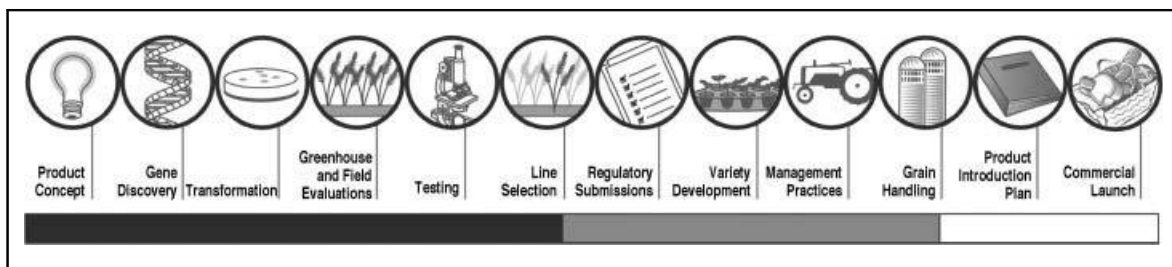 Product
Concept
Gene
Discovery
Transformation
Greenhouse
and Field
Evaluations
Testing
Line
Selection
Regulatory
Submissions
Variety
Development
Management
Practices
Grain
Handling
Product
Introduction
Plan
Commercial
Launch